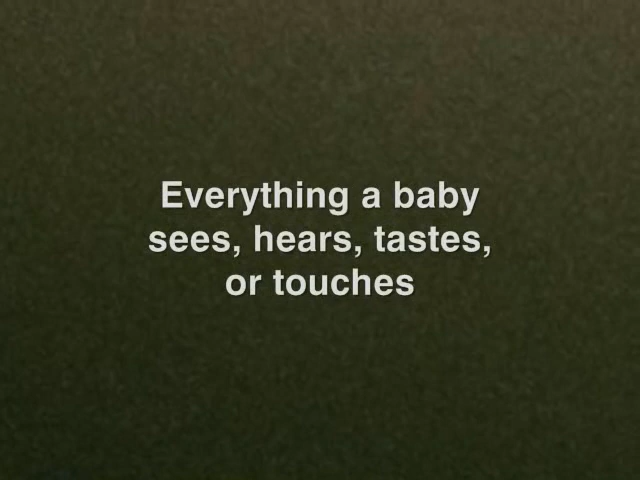 Everything a baby
sees, hears, tastes,
or touches